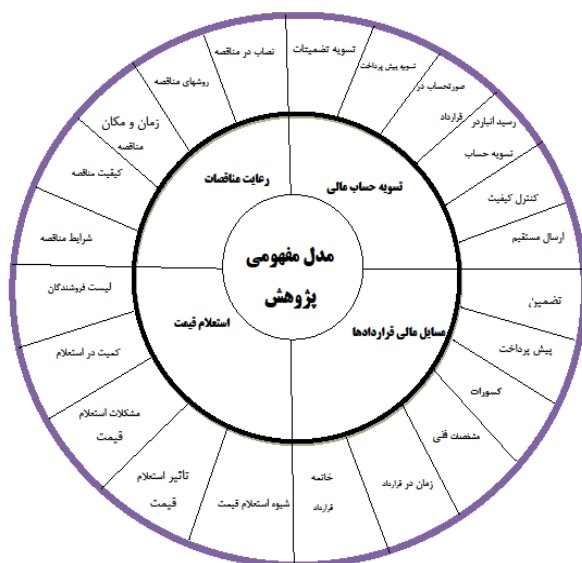 مدل مفهومی
پژوهش
تسویه حساب مالی
تسویه تضمیتات
تسویه پیش پرداخت
صورتحساب در
قرارداد
رسید انباردر
تسویه حساب
کنترل کیفیت
ارسال مستقیم
مسایل مالی قراردادها
تضمین
پیش پرداخت
کسورات
مشخصات فنی
زمان در قرارداد
خاتمه
قرارداد
استعلام قیمت
شیوه استعلام قیمت
تاثیر استعلام
قیمت
مشکلات استعلام
قیمت
کمیت در استعلام
لیست فروشندگان
رعایت مناقصات
شرایط مناقصه
کیقیت مناقصه
زمان و مکان
مناقصه
روشهای مناقصه
نصاب در مناقصه